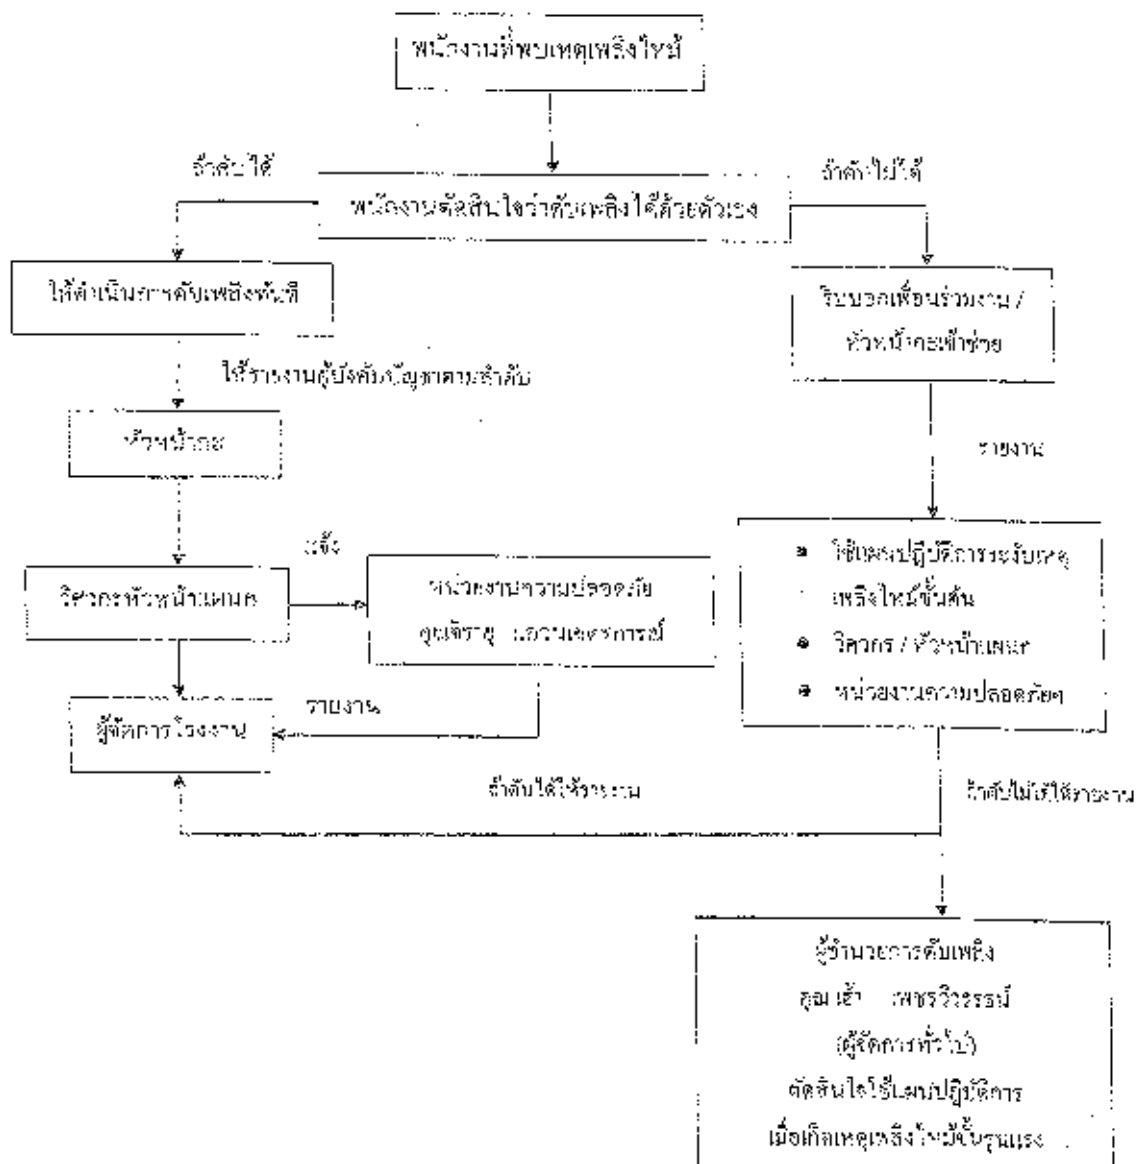 พนักงานที่พบเหตุเพลิงไหม้
ถ้าดับได้
ถ้าดับไม่ได้
พนักงานตัดสินใจว่าดับเพลิงได้ด้วยตัวเอง
ให้ดำเนินการดับเพลิงทันที
รีบบอกเพื่อนร่วมงาน /
หัวหน้ากะเข้าช่วย
ให้รายงานผู้บังคับบัญชาตามลำดับ
หัวหน้ากะ
รายงาน
แจ้ง
วิศวกรหัวหน้าแผนก
หน่วยงานความปลอดภัย
คุณจิรายุ
ใช้แผนปฏิบัติการระงับเหตุ
เพลิงไหม้ขั้นต้น
วิศวกร / หัวหน้าแผนก
หน่วยงานความปลอดภัยฯ
รายงาน
ผู้จัดการโรงงาน
ถ้าดับได้ให้รายงาน
ถ้าดับไม่ได้ให้รายงาน
ผู้อำนวยการดับเพลิง
คุณ
(ผู้จัดการทั่วไป)
ตัดสินใจใช้แผนปฏิบัติการ
เมื่อเกิดเหตุเพลิงไหม้ขั้นรุนแรง